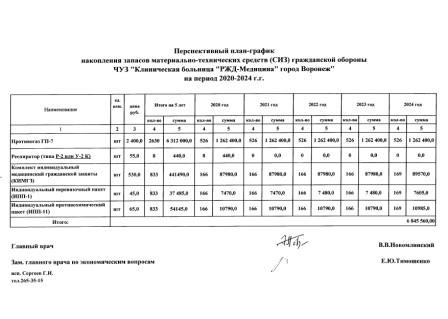 Перспективный план-график
накопления запасов материально-технических средств (СИЗ) гражданской обороны
ЧУЗ "Клиническая больница "РЖД-Медицина" город Воронеж"
на период 2020-2024 г.г.
Наименование ед. изм. цена руб. Итого на 5 лет 2020 год 2021 год 2022 год 2023 год 2024 год
кол-во сумма кол-во сумма кол-во сумма кол-во сумма кол-во сумма кол-во сумма
1 2 3 4 5 4 5 4 5 4 5 4 5 4 5
Противогаз ГП-7 шт 2 400,0 2630 6 312 000,0 526 1 262 400,0 526 1 262 400,0 526 1 262 400,0 526 1 262 400,0 526 1 262 400,0
Респиратор (типа Р-2 или У-2 К) шт 55,0 8 440,0 8 440,0 0 0,0 0 0,0 0 0,0 0 0,0
Комплект индивидуальный медицинский гражданской защиты (КИМГЗ) шт 530,0 833 441490,0 166 87980,0 166 87980,0 166 87980,0 166 87980,0 169 89570,0
Индивидуальный перевязочный пакет (ИПП-1) шт 45,0 833 37 485,0 166 7470,0 166 7470,0 166 7 480,0 166 7 480,0 169 7605,0
Индивидуальный противохимический пакет (ИПП-11) шт 65,0 833 54145,0 166 10790,0 166 10790,0 166 10790,0 166 10790,0 169 10985,0
Итого: 6 845 560,00
Главный врач В.В.Новомлинский
Зам. главного врача по экономическим вопросам Е.Ю.Тимошенко
исп. Сергеев Г.И.
тел.265-35-15